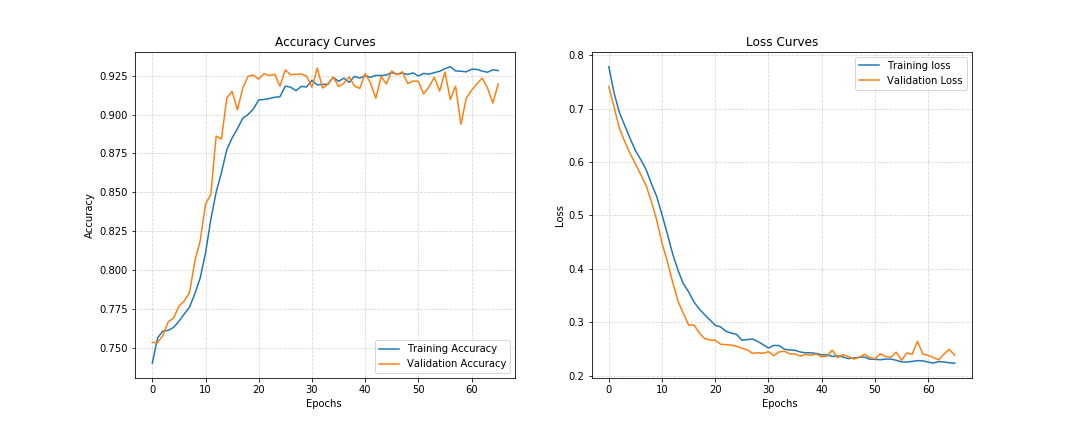 Accuracy Curves
Accuracy
0.925
0.900
0.875
0.850
0.825
0.800
0.775
0.750
Training Accuracy
Validation Accuracy
0 10 20 30 40 50 60
Epochs
Loss Curves
Loss
0.8
0.7
0.6
0.5
0.4
0.3
0.2
Training loss
Validation Loss
0 10 20 30 40 50 60
Epochs